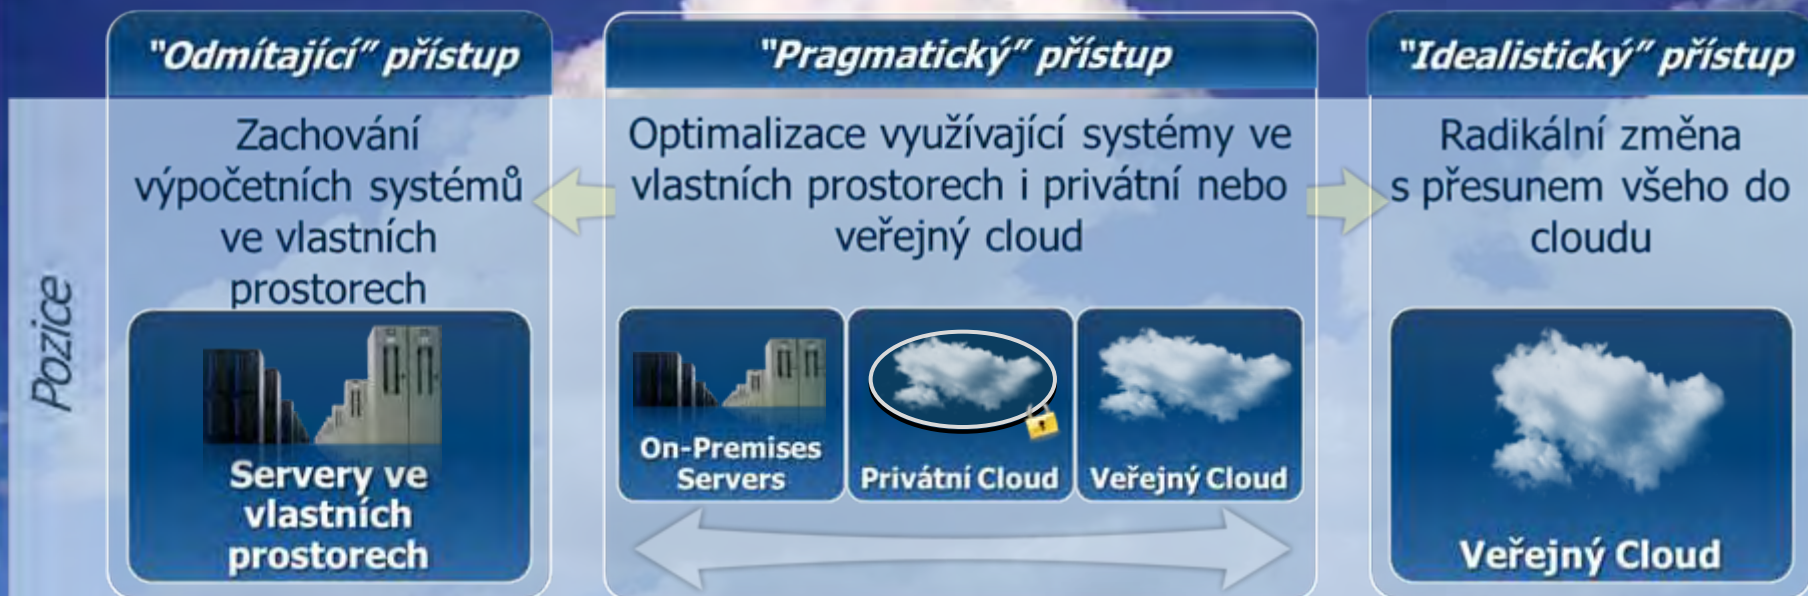 "Odmítající" přístup
Zachování
výpočetních systémů
ve vlastních
prostorech
Servery ve
vlastních
prostorech
"Pragmatický" přístup
Optimalizace využívající systémy ve
vlastních prostorech i privátní nebo
veřejný cloud
On-Premises
Servers
Privátní Cloud
Veřejný Cloud
"Idealistický" přístup
Radikální změna
s přesunem všeho do
cloudu
Veřejný Cloud
Pozice